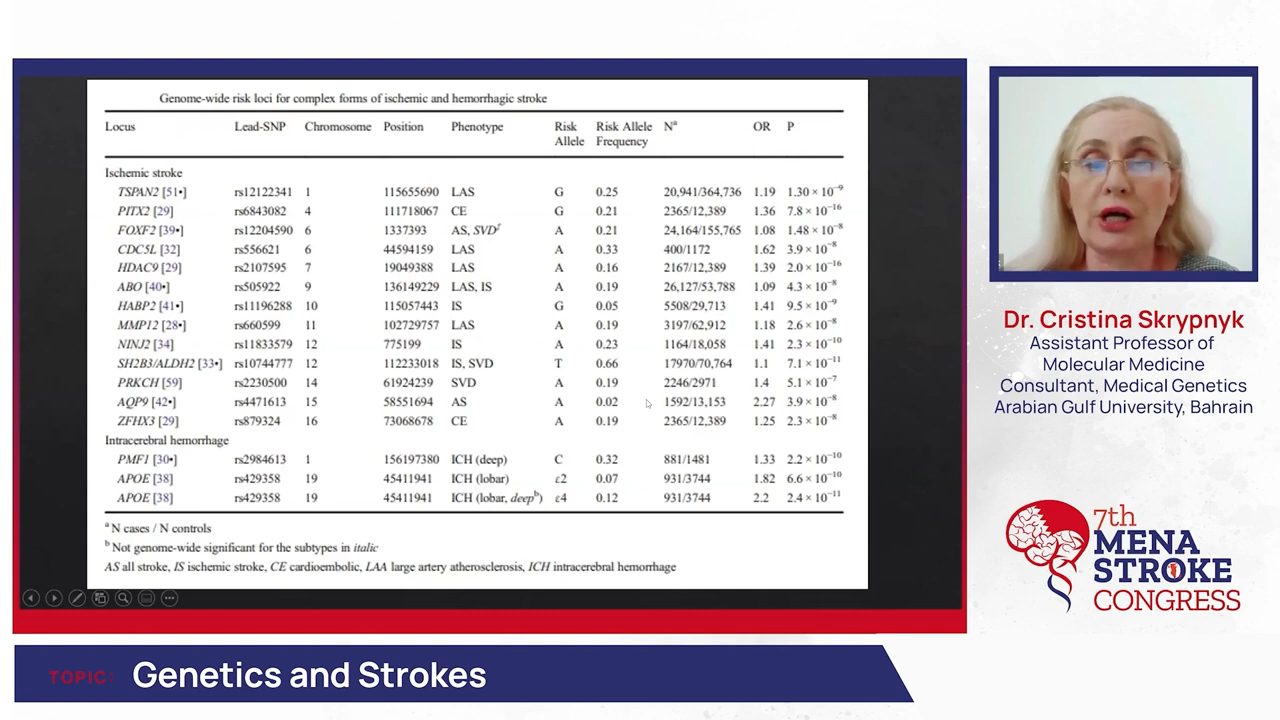 Genome-wide risk loci for complex forms of ischemic and hemorrhagic stroke
Locus Lead-SNP Chromosome Position Phenotype Risk Allele Risk Allele Frequency Nᵃ OR P
Ischemic stroke
TSPAN2 [51•] rs12122341 1 115655690 LAS G 0.25 20,941/364,736 1.19 1.30 × 10⁻⁹
PITX2 [29] rs6843082 4 111718067 CE G 0.21 2365/12,389 1.36 7.8 × 10⁻¹⁶
FOXF2 [39•] rs12204590 6 1337393 AS, SVD A 0.21 24,164/155,765 1.08 1.48 × 10⁻⁸
CDC5L [32] rs556621 6 44594159 LAS A 0.33 400/1172 1.62 3.9 × 10⁻⁸
HDAC9 [29] rs2107595 7 19049388 LAS A 0.16 2167/12,389 1.39 2.0 × 10⁻¹⁶
ABO [40•] rs505922 9 136149229 LAS, IS A 0.19 26,127/53,788 1.09 4.3 × 10⁻⁸
HABP2 [41•] rs11196288 10 115057443 IS G 0.05 5508/29,713 1.41 9.5 × 10⁻⁹
MMP12 [28•] rs660599 11 102729757 LAS A 0.19 3197/62,912 1.18 2.6 × 10⁻⁸
NINJ2 [34] rs11833579 12 775199 IS A 0.23 1164/18,058 1.41 2.3 × 10⁻¹⁰
SH2B3/ALDH2 [33•] rs10744777 12 112233018 IS, SVD T 0.66 17970/70,764 1.1 7.1 × 10⁻¹¹
PRKCH [59] rs2230500 14 61924239 SVD A 0.19 2246/2971 1.4 5.1 × 10⁻⁷
AQP9 [42•] rs4471613 15 58551694 AS A 0.02 1592/13,153 2.27 3.9 × 10⁻⁸
ZFHX3 [29] rs879324 16 73068678 CE A 0.19 2365/12,389 1.25 2.3 × 10⁻⁸
Intracerebral hemorrhage
PMF1 [30•] rs2984613 1 156197380 ICH (deep) C 0.32 881/1481 1.33 2.2 × 10⁻¹⁰
APOE [38] rs429358 19 45411941 ICH (lobar) ε2 0.07 931/3744 1.82 6.6 × 10⁻¹⁰
APOE [38] rs429358 19 45411941 ICH (lobar, deepᵇ) ε4 0.12 931/3744 2.2 2.4 × 10⁻¹¹
ᵃ N cases / N controls
ᵇ Not genome-wide significant for the subtypes in italic
AS all stroke, IS ischemic stroke, CE cardioembolic, LAA large artery atherosclerosis, ICH intracerebral hemorrhage
Dr. Cristina Skrypnyk
Assistant Professor of
Molecular Medicine
Consultant, Medical Genetics
Arabian Gulf University, Bahrain
7th
MENA
STROKE
CONGRESS
TOPIC: Genetics and Strokes